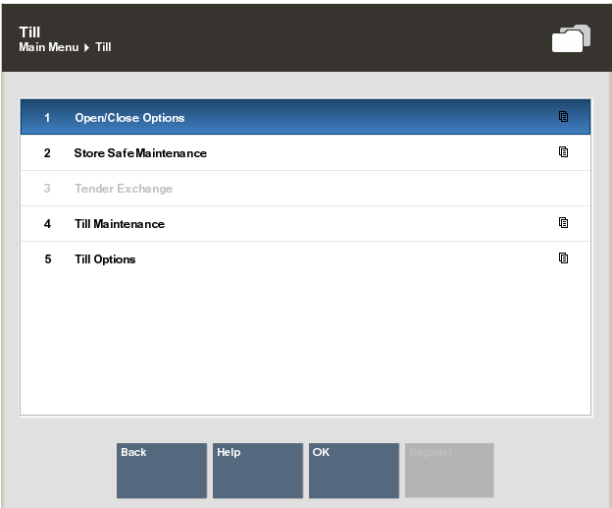 Till
Main Menu ▸ Till
1 Open/Close Options
2 Store Safe Maintenance
3 Tender Exchange
4 Till Maintenance
5 Till Options
Back Help OK Register